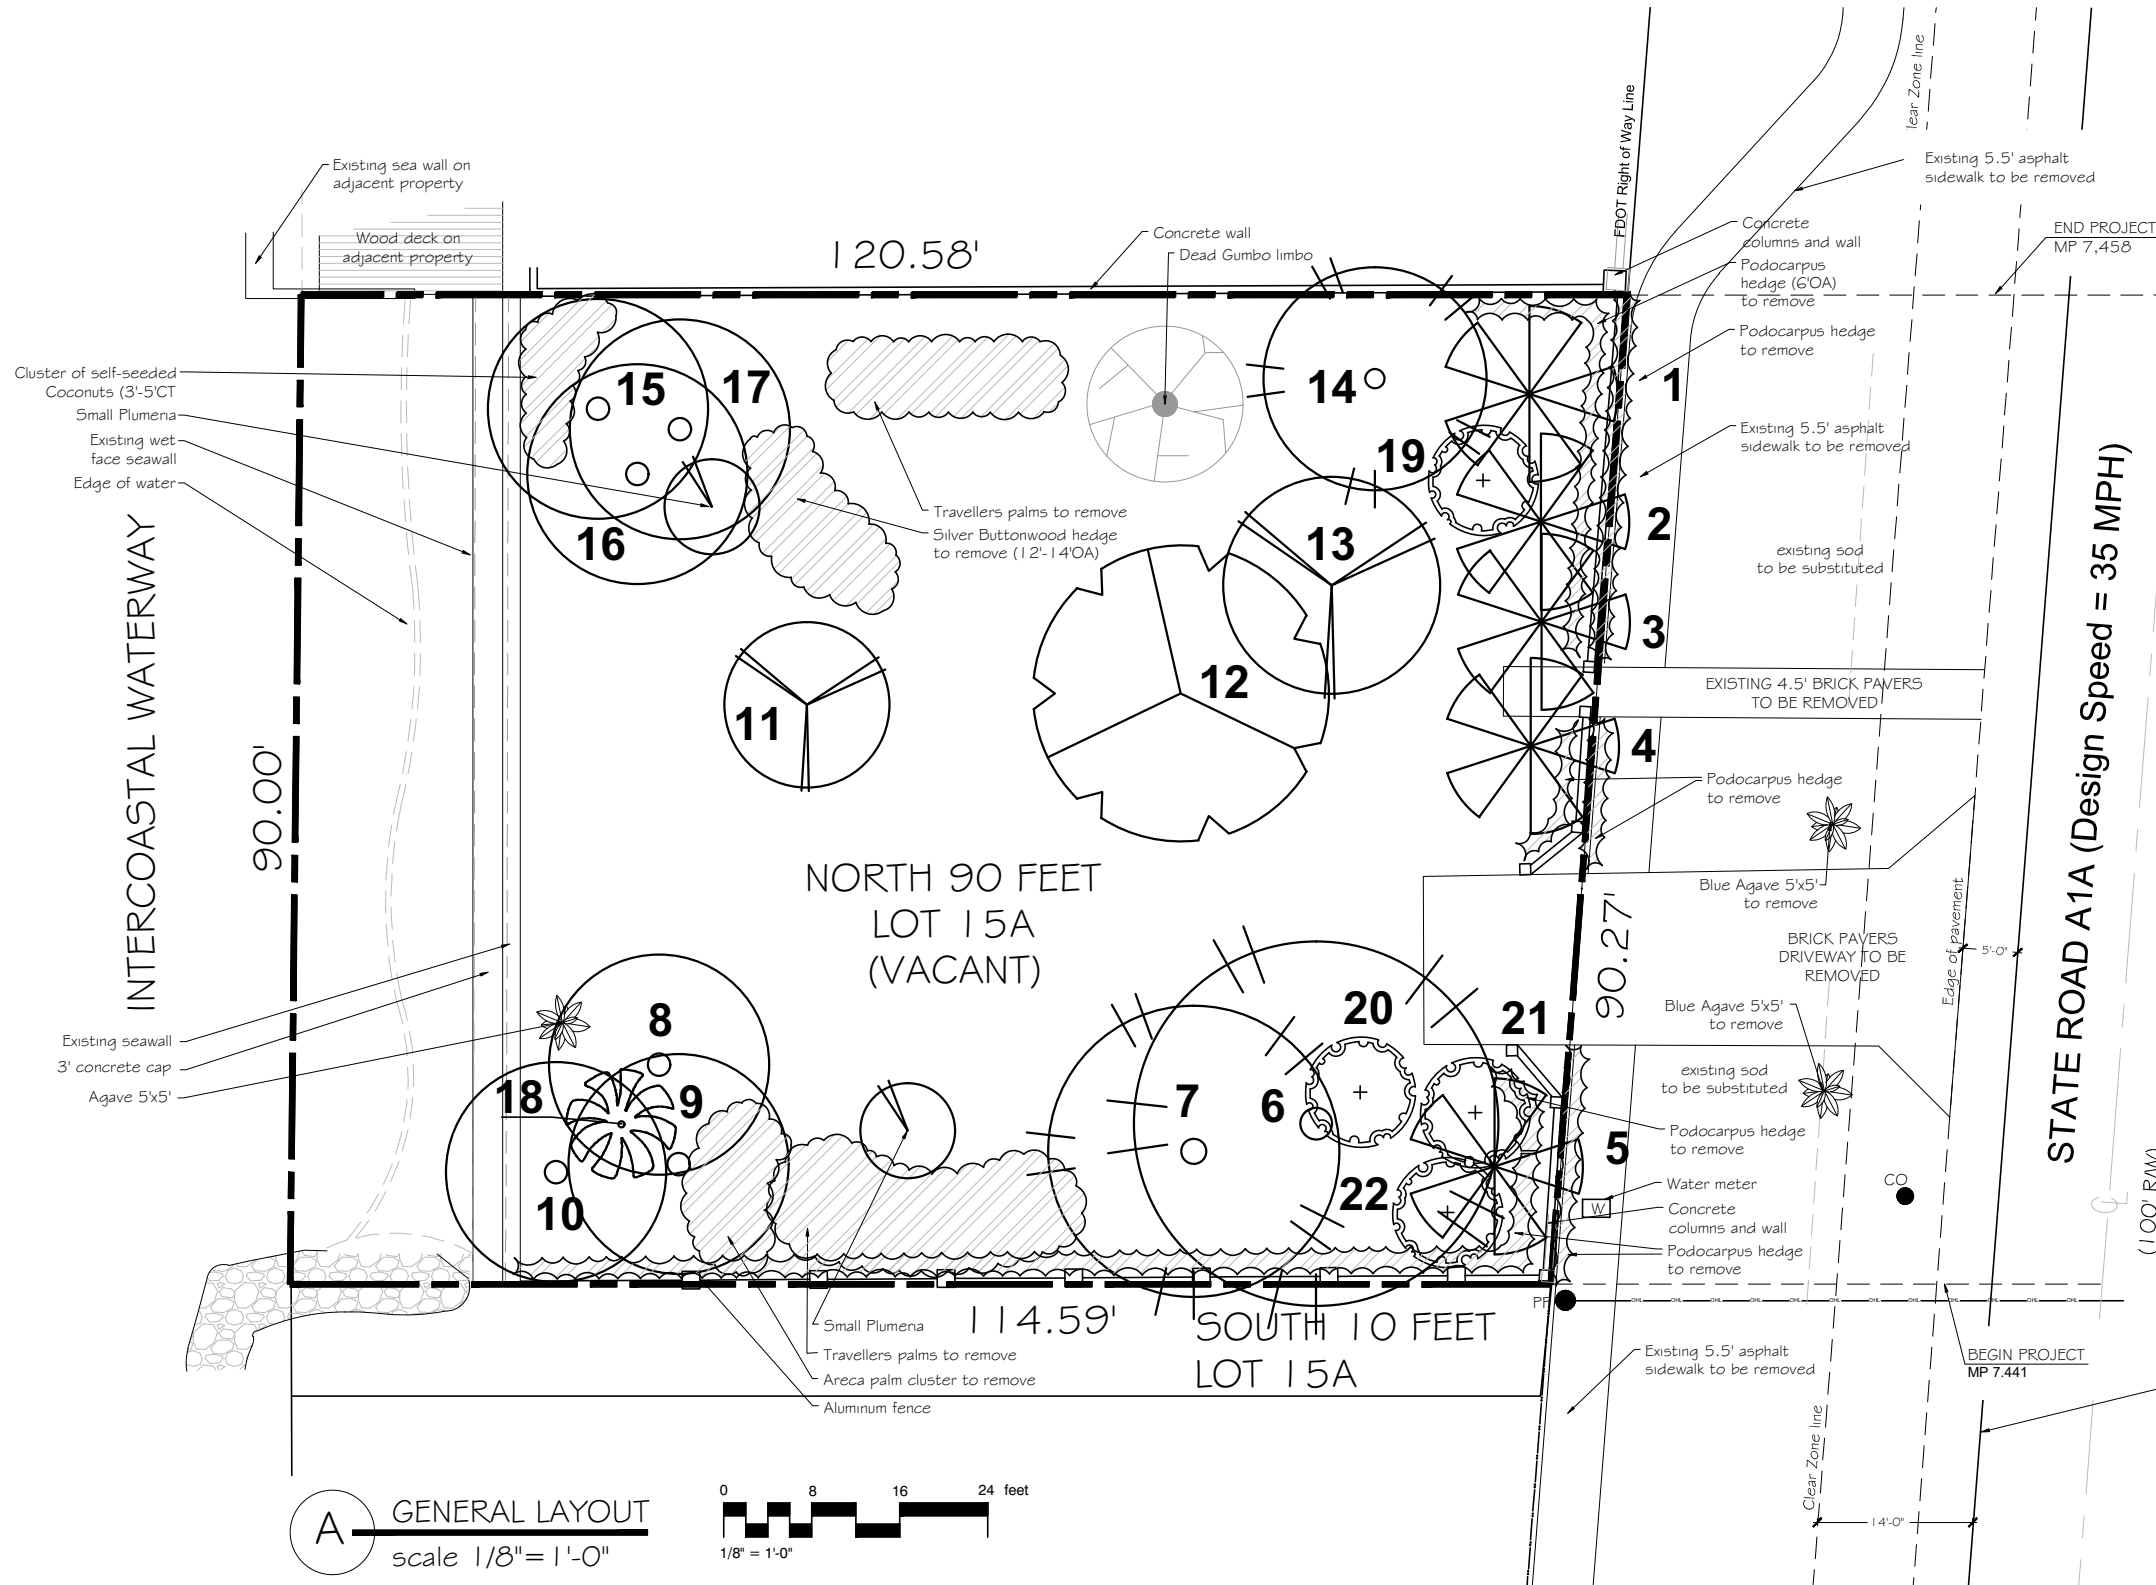 Clear Zone line
FDOT Right of Way Line
Existing sea wall on
adjacent property
Existing 5.5' asphalt
sidewalk to be removed
Wood deck on
adjacent property
120.58'
Concrete wall
Dead Gumbo limbo
Concrete
columns and wall
Podocarpus
hedge (6'OA)
to remove
END PROJECT
MP 7,458
Podocarpus hedge
to remove
Cluster of self-seeded
Coconuts (3'-5'CT
Small Plumeria
Existing wet
face seawall
Edge of water
15
17
14
1
19
Existing 5.5' asphalt
sidewalk to be removed
Travellers palms to remove
Silver Buttonwood hedge
to remove (12'-14'OA)
16
13
2
existing sod
to be substituted
3
INTERCOASTAL WATERWAY
90.00'
11
12
4
EXISTING 4.5' BRICK PAVERS
TO BE REMOVED
Podocarpus hedge
to remove
STATE ROAD A1A (Design Speed = 35 MPH)
NORTH 90 FEET
LOT 15A
(VACANT)
90.27'
Blue Agave 5'x5'
to remove
BRICK PAVERS
DRIVEWAY TO BE
REMOVED
Edge of pavement
5'-0"
Blue Agave 5'x5'
to remove
Existing seawall
3' concrete cap
Agave 5'x5'
8
18
9
10
7
6
20
21
22
5
existing sod
to be substituted
Podocarpus hedge
to remove
Water meter
W
Concrete
columns and wall
Podocarpus hedge
to remove
CO
(100' R/W)
PP
OHL OHL OHL OHL OHL OHL OHL OHL OHL OHL OHL OHL
Small Plumeria
Travellers palms to remove
Areca palm cluster to remove
Aluminum fence
114.59'
SOUTH 10 FEET
LOT 15A
Existing 5.5' asphalt
sidewalk to be removed
BEGIN PROJECT
MP 7.441
Clear Zone line
14'-0"
A
GENERAL LAYOUT
scale 1/8"=1'-0"
0 8 16 24 feet
1/8" = 1'-0"